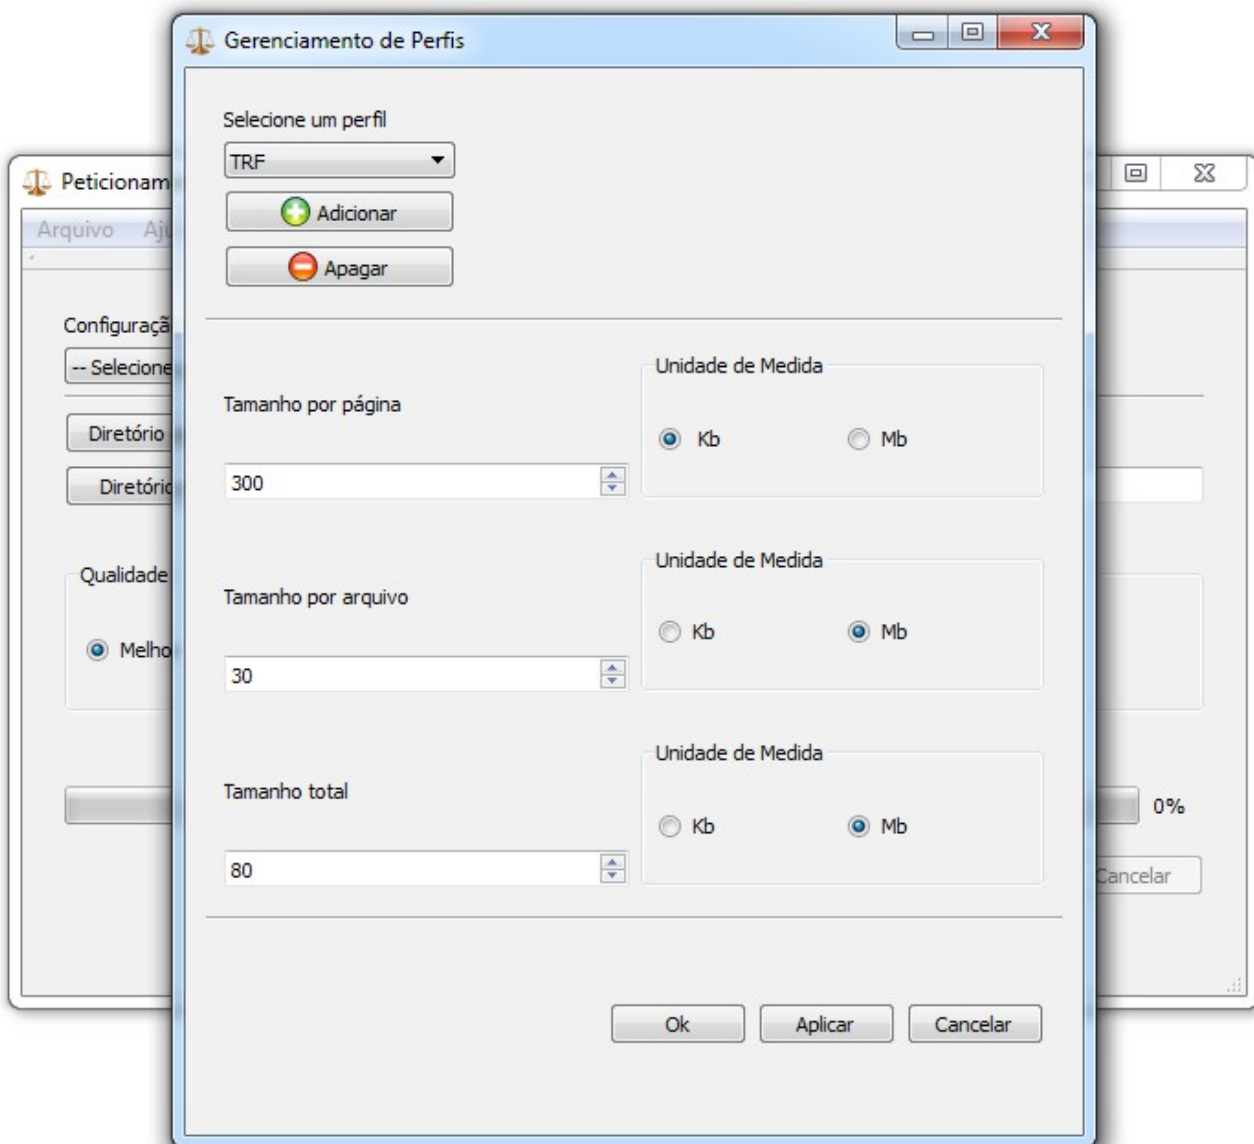 Gerenciamento de Perfis
Selecione um perfil
TRF
Adicionar
Apagar
Tamanho por página
Unidade de Medida
Kb Mb
300
Tamanho por arquivo
Unidade de Medida
Kb Mb
30
Tamanho total
Unidade de Medida
Kb Mb
80
Ok Aplicar Cancelar
Peticionam
Arquivo Aju
Configuraçã
-- Selecione
Diretório
Diretório
Qualidade
Melho
0%
Cancelar